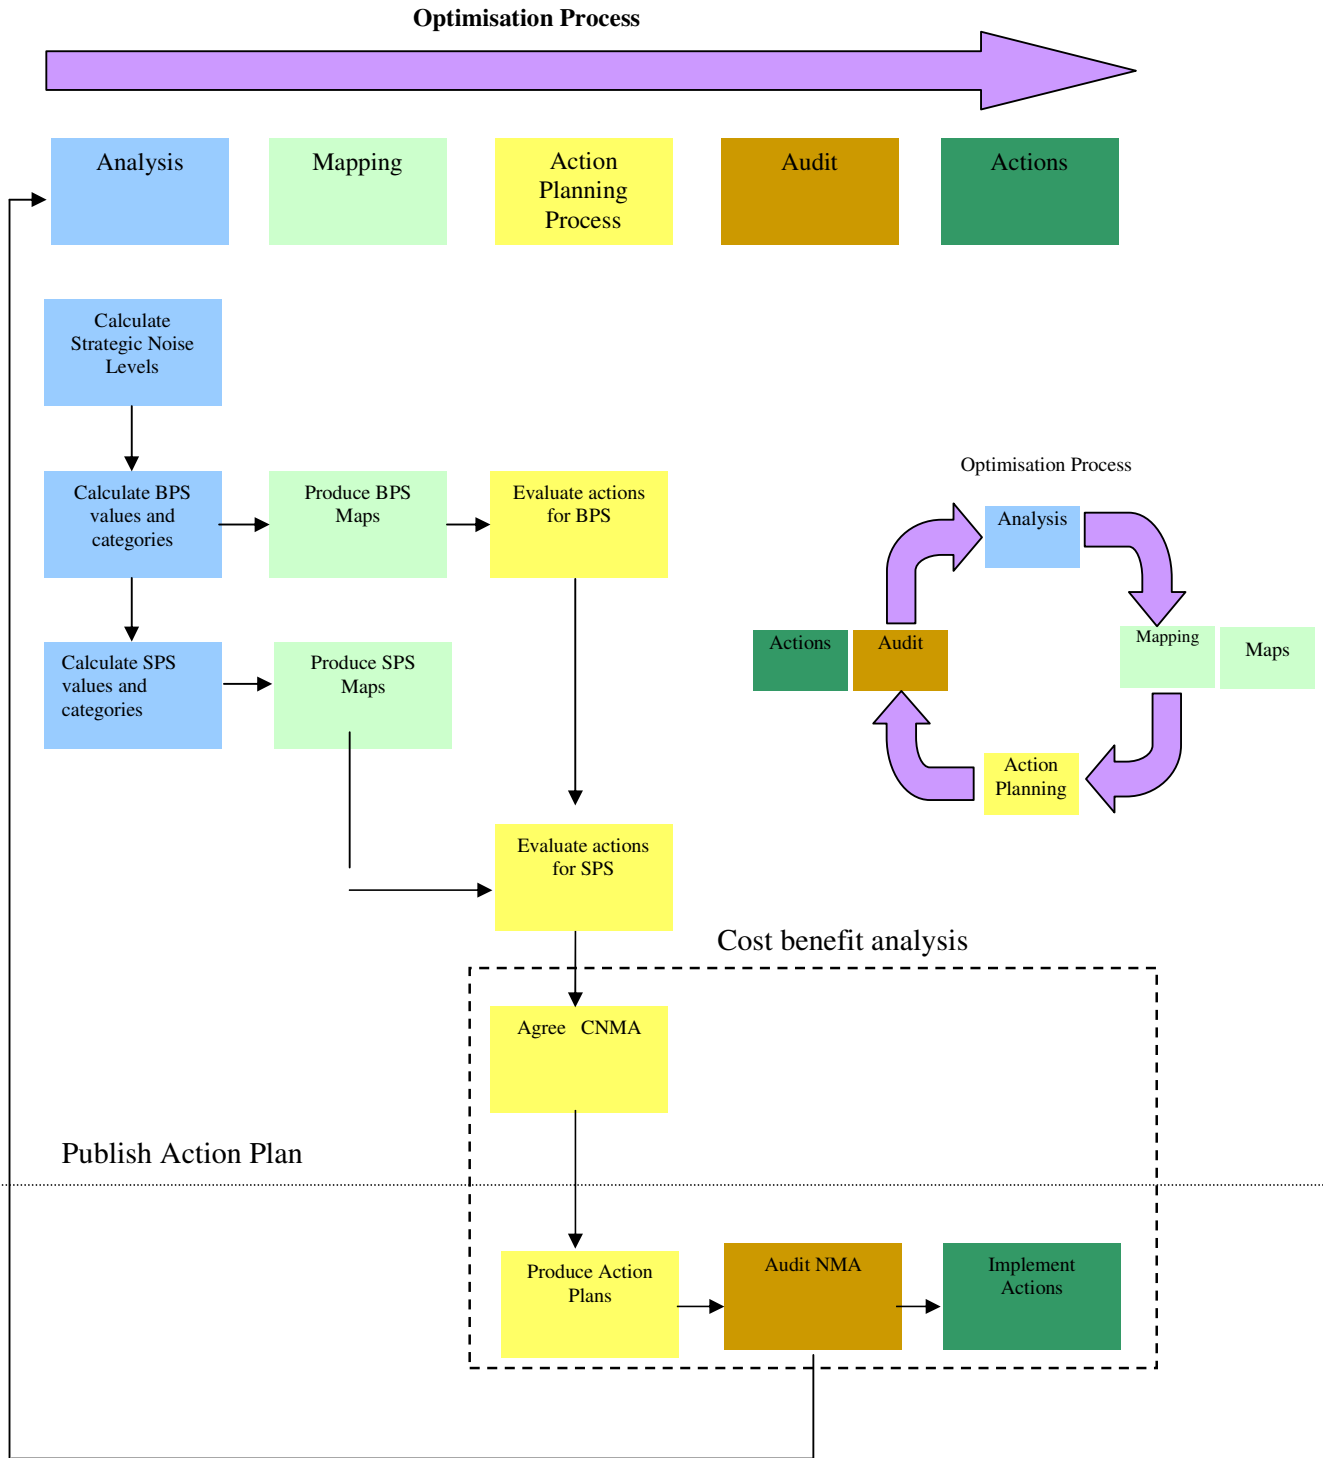 Optimisation Process
Analysis
Mapping
Action
Planning
Process
Audit
Actions
Calculate
Strategic Noise
Levels
Calculate BPS
values and
categories
Produce BPS
Maps
Evaluate actions
for BPS
Calculate SPS
values and
categories
Produce SPS
Maps
Optimisation Process
Analysis
Actions
Audit
Mapping
Maps
Action
Planning
Evaluate actions
for SPS
Cost benefit analysis
Agree CNMA
Publish Action Plan
Produce Action
Plans
Audit NMA
Implement
Actions